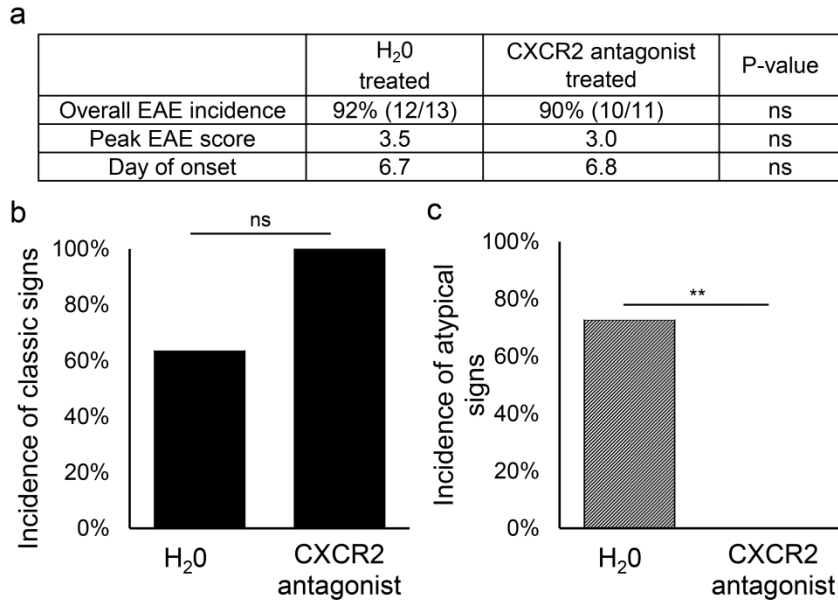 a
H₂0 treated CXCR2 antagonist treated P-value
Overall EAE incidence 92% (12/13) 90% (10/11) ns
Peak EAE score 3.5 3.0 ns
Day of onset 6.7 6.8 ns
b
ns
Incidence of classic signs
100%
80%
60%
40%
20%
0%
H₂0
CXCR2
antagonist
c
**
Incidence of atypical
signs
100%
80%
60%
40%
20%
0%
H₂0
CXCR2
antagonist